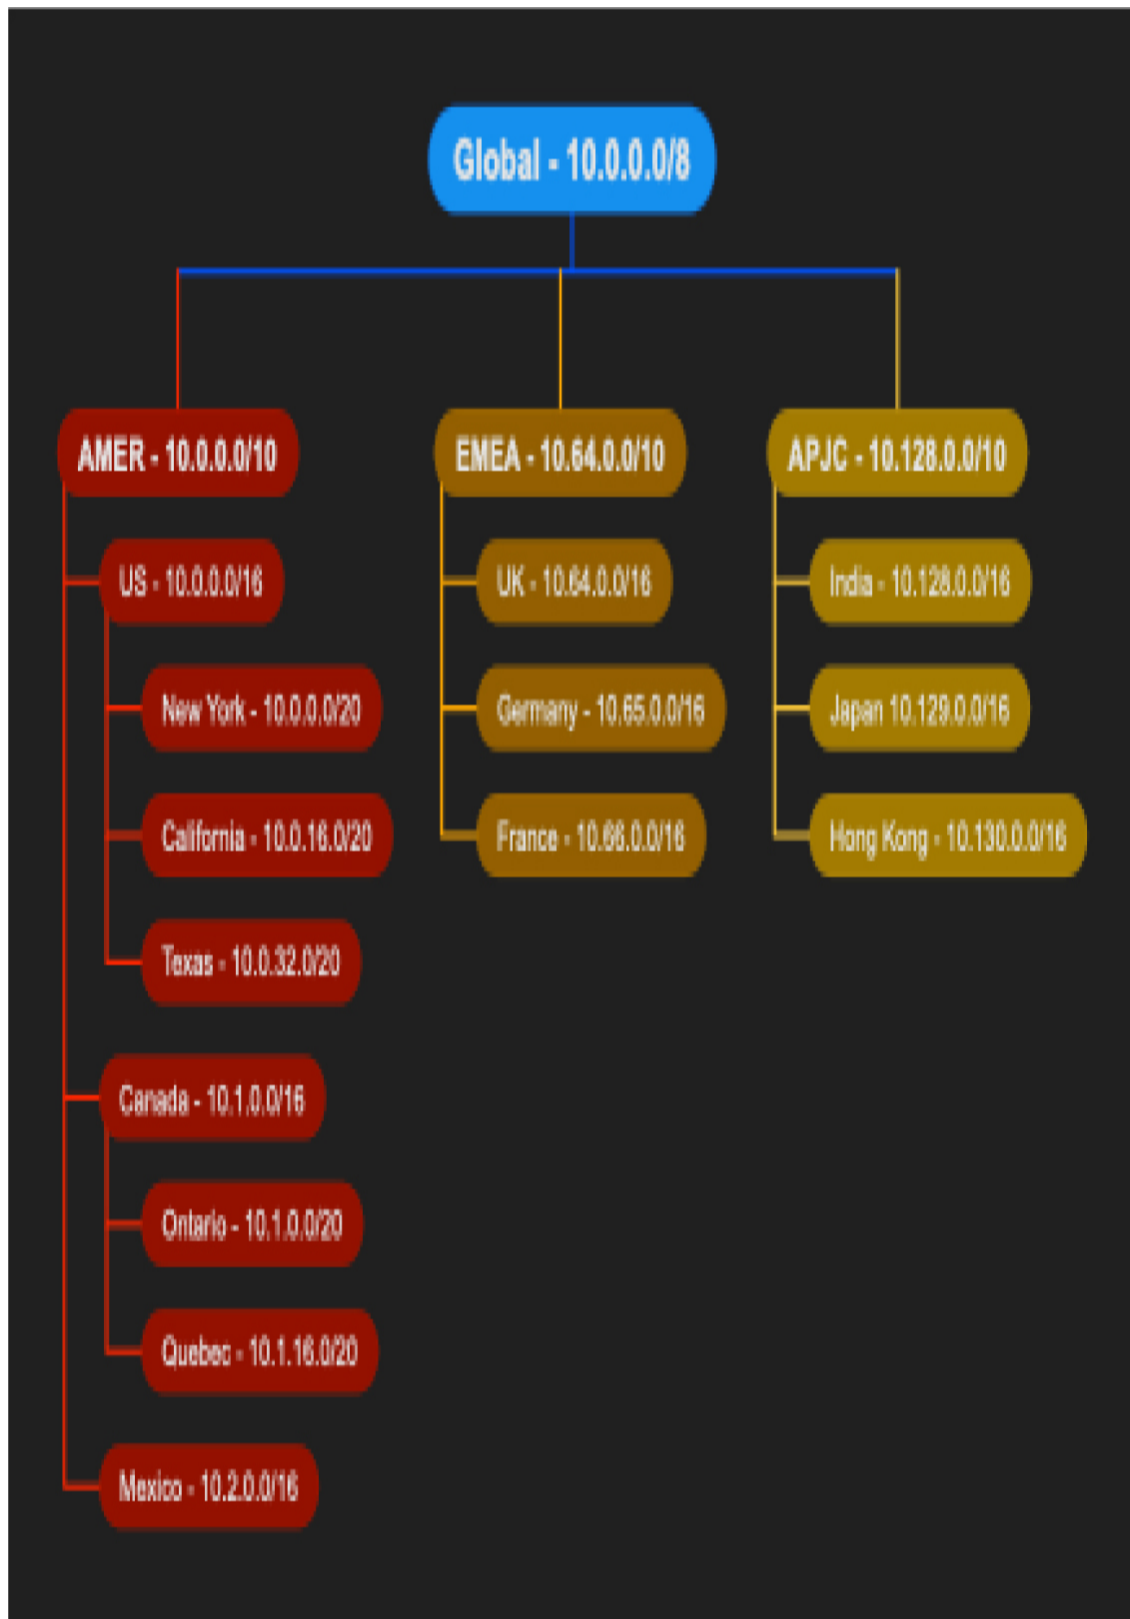 Global - 10.0.0.0/8
AMER - 10.0.0.0/10
US - 10.0.0.0/16
New York - 10.0.0.0/20
California - 10.0.16.0/20
Texas - 10.0.32.0/20
Canada - 10.1.0.0/16
Ontario - 10.1.0.0/20
Quebec - 10.1.16.0/20
Mexico - 10.2.0.0/16
EMEA - 10.64.0.0/10
UK - 10.64.0.0/16
Germany - 10.65.0.0/16
France - 10.66.0.0/16
APJC - 10.128.0.0/10
India - 10.128.0.0/16
Japan 10.129.0.0/16
Hong Kong - 10.130.0.0/16